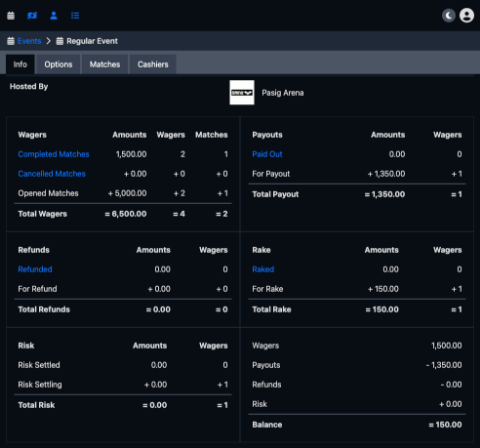 Events > Regular Event
Info Options Matches Cashiers
Hosted By
Pasig Arena
Wagers Amounts Wagers Matches
Completed Matches 1,500.00 2 1
Cancelled Matches + 0.00 + 0 + 0
Opened Matches + 5,000.00 + 2 + 1
Total Wagers = 6,500.00 = 4 = 2
Payouts Amounts Wagers
Paid Out 0.00 0
For Payout + 1,350.00 + 1
Total Payout = 1,350.00 = 1
Refunds Amounts Wagers
Refunded 0.00 0
For Refund + 0.00 + 0
Total Refunds = 0.00 = 0
Rake Amounts Wagers
Raked 0.00 0
For Rake + 150.00 + 1
Total Rake = 150.00 = 1
Risk Amounts Wagers
Risk Settled 0.00 0
Risk Settling + 0.00 + 1
Total Risk = 0.00 = 1
Wagers 1,500.00
Payouts - 1,350.00
Refunds - 0.00
Risk + 0.00
Balance = 150.00